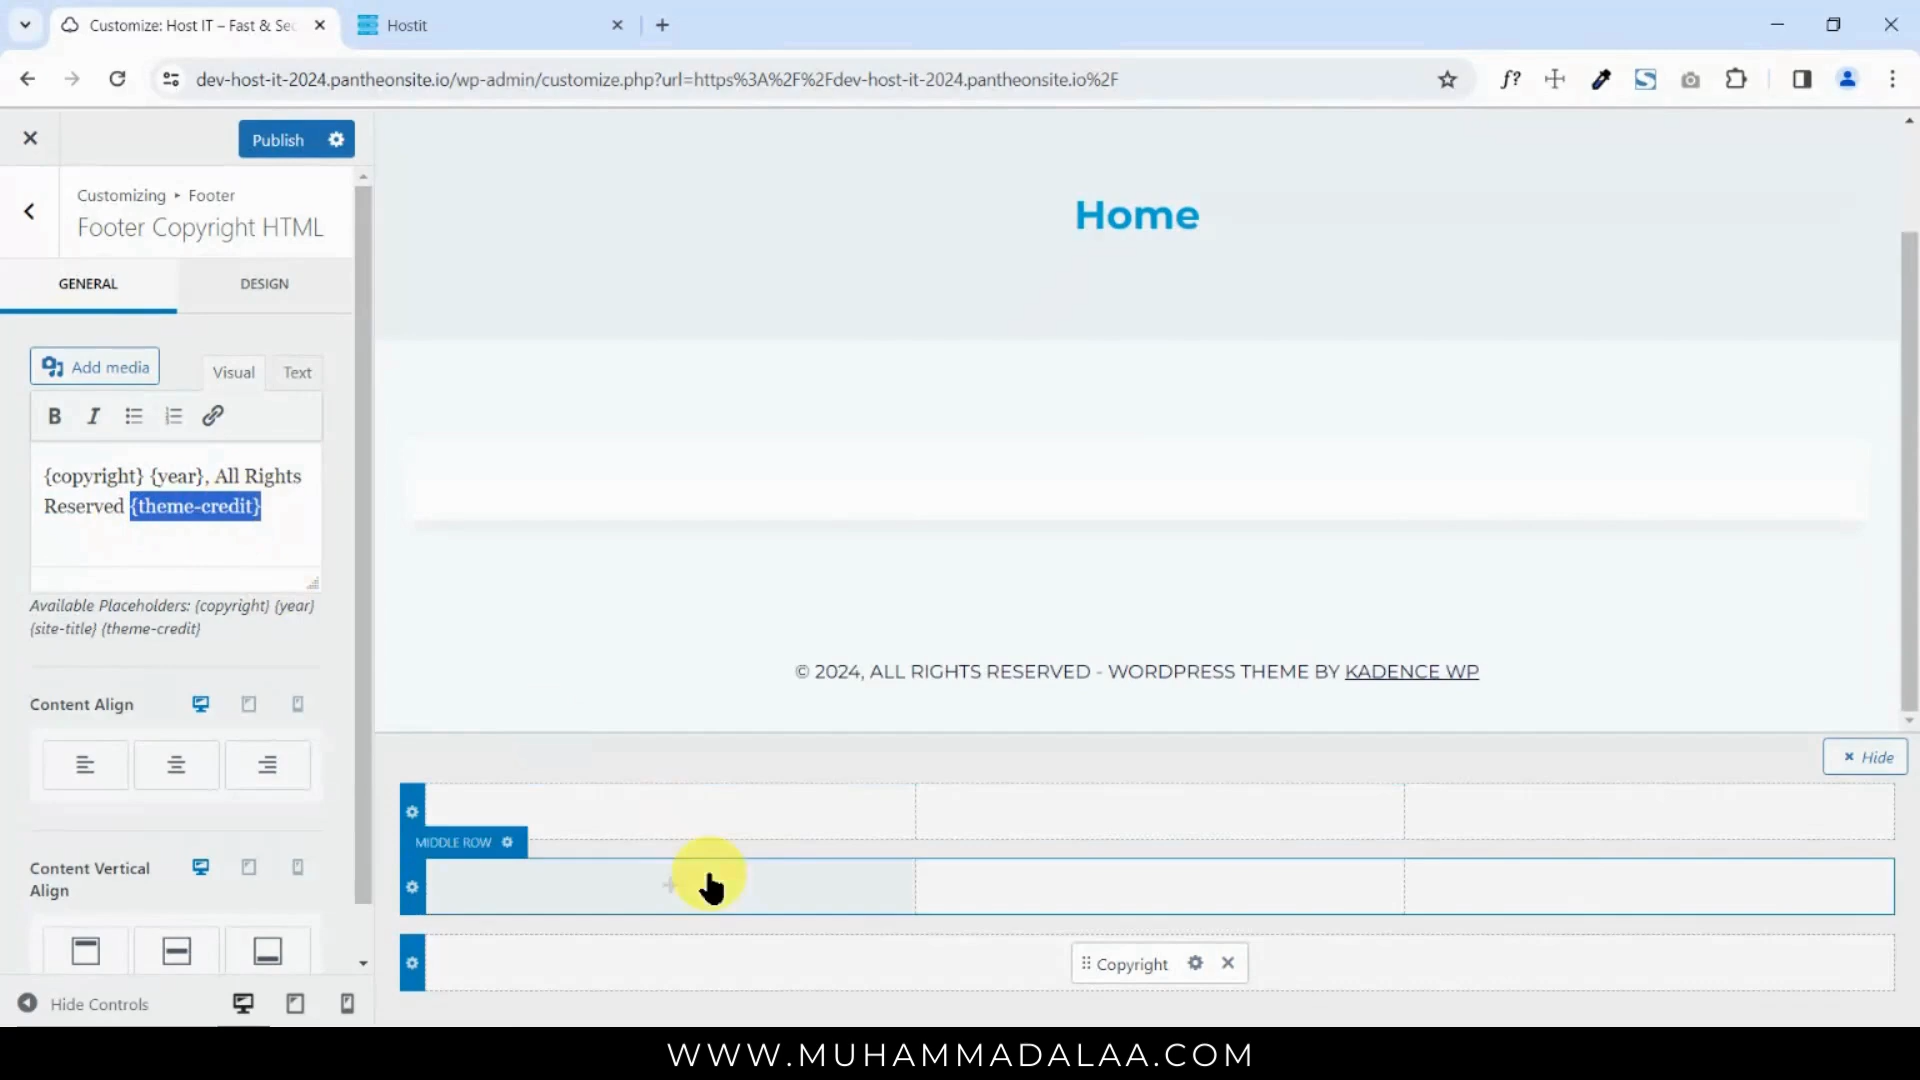 Customize: Host IT – Fast & Sec
Hostit
dev-host-it-2024.pantheonsite.io/wp-admin/customize.php?url=https%3A%2F%2Fdev-host-it-2024.pantheonsite.io%2F
f?
S
Publish
Customizing ▸ Footer
Footer Copyright HTML
GENERAL
DESIGN
Add media
Visual
Text
B
I
{copyright} {year}, All Rights
Reserved {theme-credit}
Available Placeholders: {copyright} {year}
{site-title} {theme-credit}
Content Align
Content Vertical
Align
Hide Controls
Home
© 2024, ALL RIGHTS RESERVED - WORDPRESS THEME BY KADENCE WP
Hide
MIDDLE ROW
Copyright
WWW.MUHAMMADALAA.COM